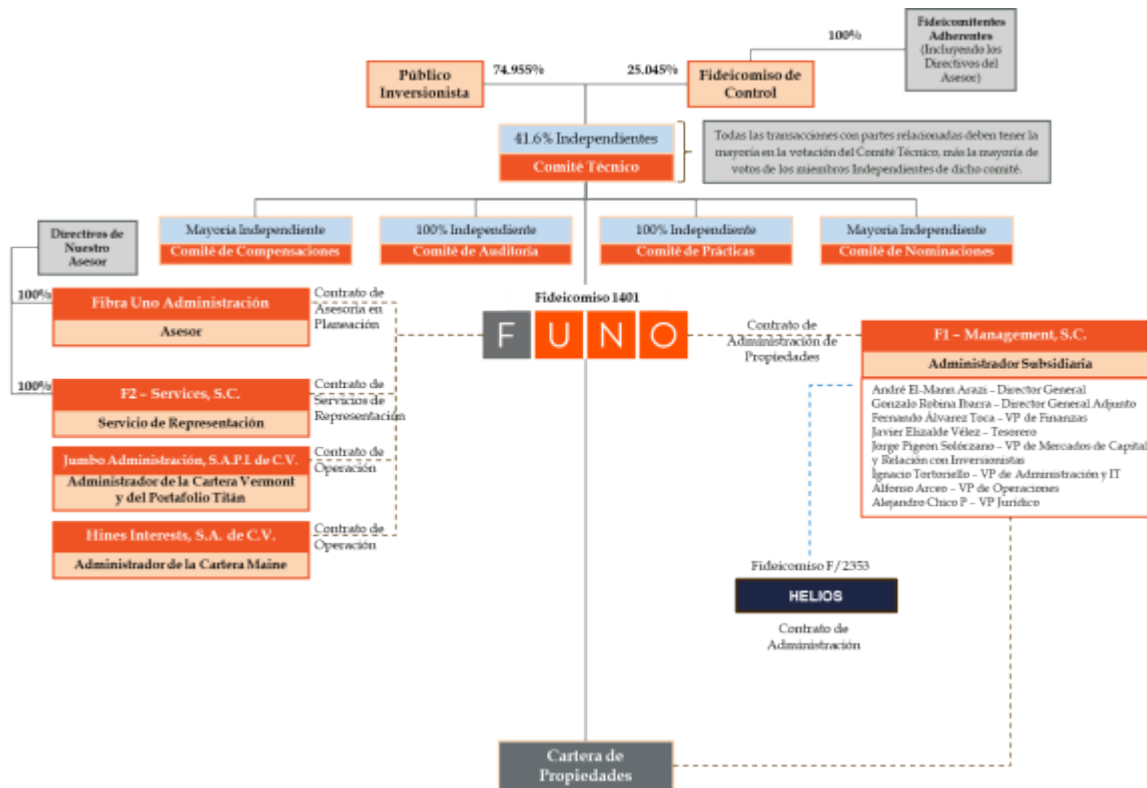 Fideicomitentes
Adherentes
(Incluyendo los
Directivos del
Asesor)
100%
Público
Inversionista
74.955%
25.045%
Fideicomiso de
Control
41.6% Independientes
Comité Técnico
Todas las transacciones con partes relacionadas deben tener la
mayoría en la votación del Comité Técnico, más la mayoría de
votos de los miembros Independientes de dicho comité.
Mayoria Independiente
Comité de Compensaciones
100% Independiente
Comité de Auditoría
100% Independiente
Comité de Prácticas
Mayoria Independiente
Comité de Nominaciones
Directivos de
Nuestro
Asesor
100%
Fibra Uno Administración
Asesor
Contrato de
Asesoría en
Planeación
Fideicomiso 1401
FUNO
Contrato de
Administración de
Propiedades
F1 – Management, S.C.
Administrador Subsidiaria
André El-Mann Arazi – Director General
Gonzalo Robina Ibarra – Director General Adjunto
Fernando Álvarez Toca – VP de Finanzas
Javier Elizalde Vélez – Tesorero
Jorge Pigeon Solórzano – VP de Mercados de Capital
y Relación con Inversionistas
Ignacio Tortoriello – VP de Administración y IT
Alfonso Arceo – VP de Operaciones
Alejandro Chico P – VP Jurídico
100%
F2 – Services, S.C.
Servicio de Representación
Contrato de
Servicios de
Representación
Jumbo Administración, S.A.P.I. de C.V.
Administrador de la Cartera Vermont
y del Portafolio Titán
Contrato de
Operación
Hines Interests, S.A. de C.V.
Administrador de la Cartera Maine
Contrato de
Operación
Fideicomiso F/2353
HELIOS
Contrato de
Administración
Cartera de
Propiedades